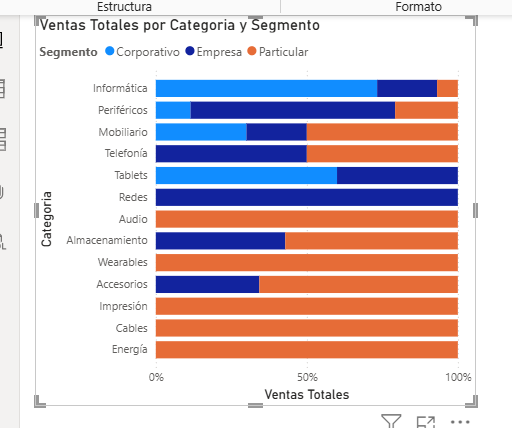 Estructura Formato
Ventas Totales por Categoria y Segmento
Segmento Corporativo Empresa Particular
Informática
Periféricos
Mobiliario
Telefonía
Tablets
Redes
Audio
Almacenamiento
Wearables
Accesorios
Impresión
Cables
Energía
Categoria
0% 50% 100%
Ventas Totales